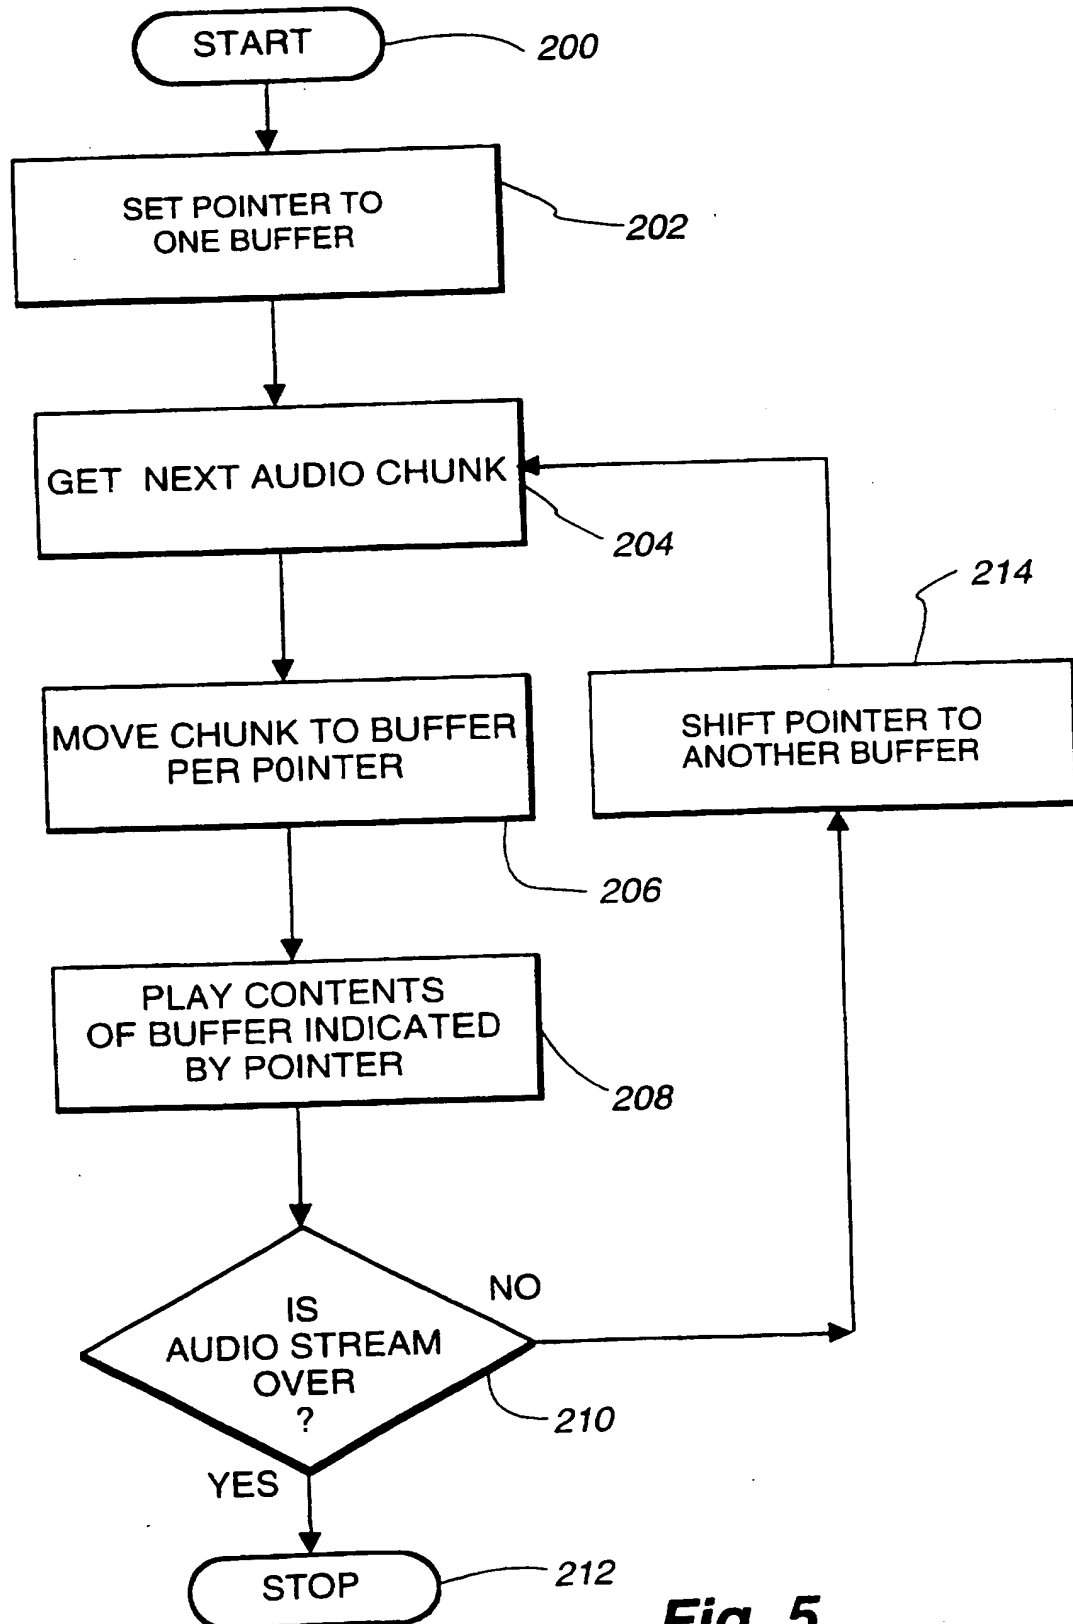 START
200
SET POINTER TO
ONE BUFFER
202
GET NEXT AUDIO CHUNK
204
214
SHIFT POINTER TO
ANOTHER BUFFER
MOVE CHUNK TO BUFFER
PER P0INTER
206
PLAY CONTENTS
OF BUFFER INDICATED
BY POINTER
208
IS
AUDIO STREAM
OVER
?
NO
210
YES
STOP
212
Fig. 5